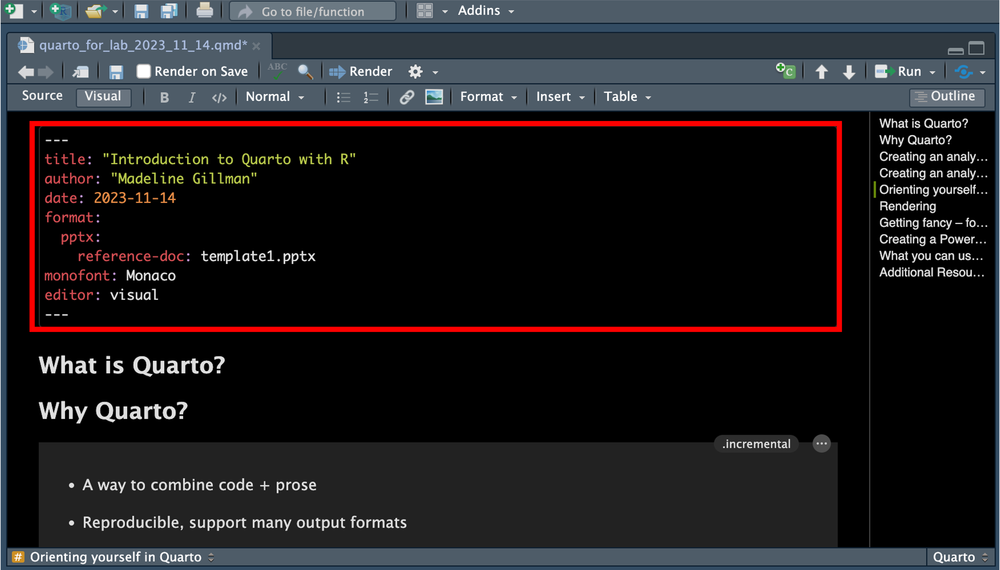 Go to file/function
Addins
quarto_for_lab_2023_11_14.qmd*
Render on Save
ABC
Render
C
Run
Source
Visual
B
I
</>
Normal
Format
Insert
Table
Outline
---
title: "Introduction to Quarto with R"
author: "Madeline Gillman"
date: 2023-11-14
format:
  pptx:
    reference-doc: template1.pptx
monofont: Monaco
editor: visual
---
What is Quarto?
Why Quarto?
.incremental
• A way to combine code + prose
• Reproducible, support many output formats
What is Quarto?
Why Quarto?
Creating an analy…
Creating an analy…
Orienting yourself…
Rendering
Getting fancy – fo…
Creating a Power…
What you can us…
Additional Resou…
# Orienting yourself in Quarto
Quarto